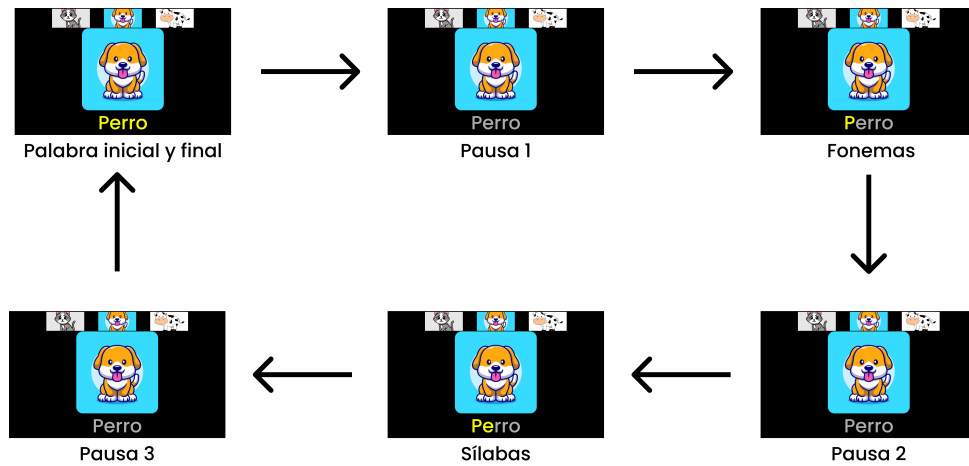 Perro
Palabra inicial y final
Perro
Pausa 1
Perro
Fonemas
Perro
Pausa 3
Perro
Sílabas
Perro
Pausa 2